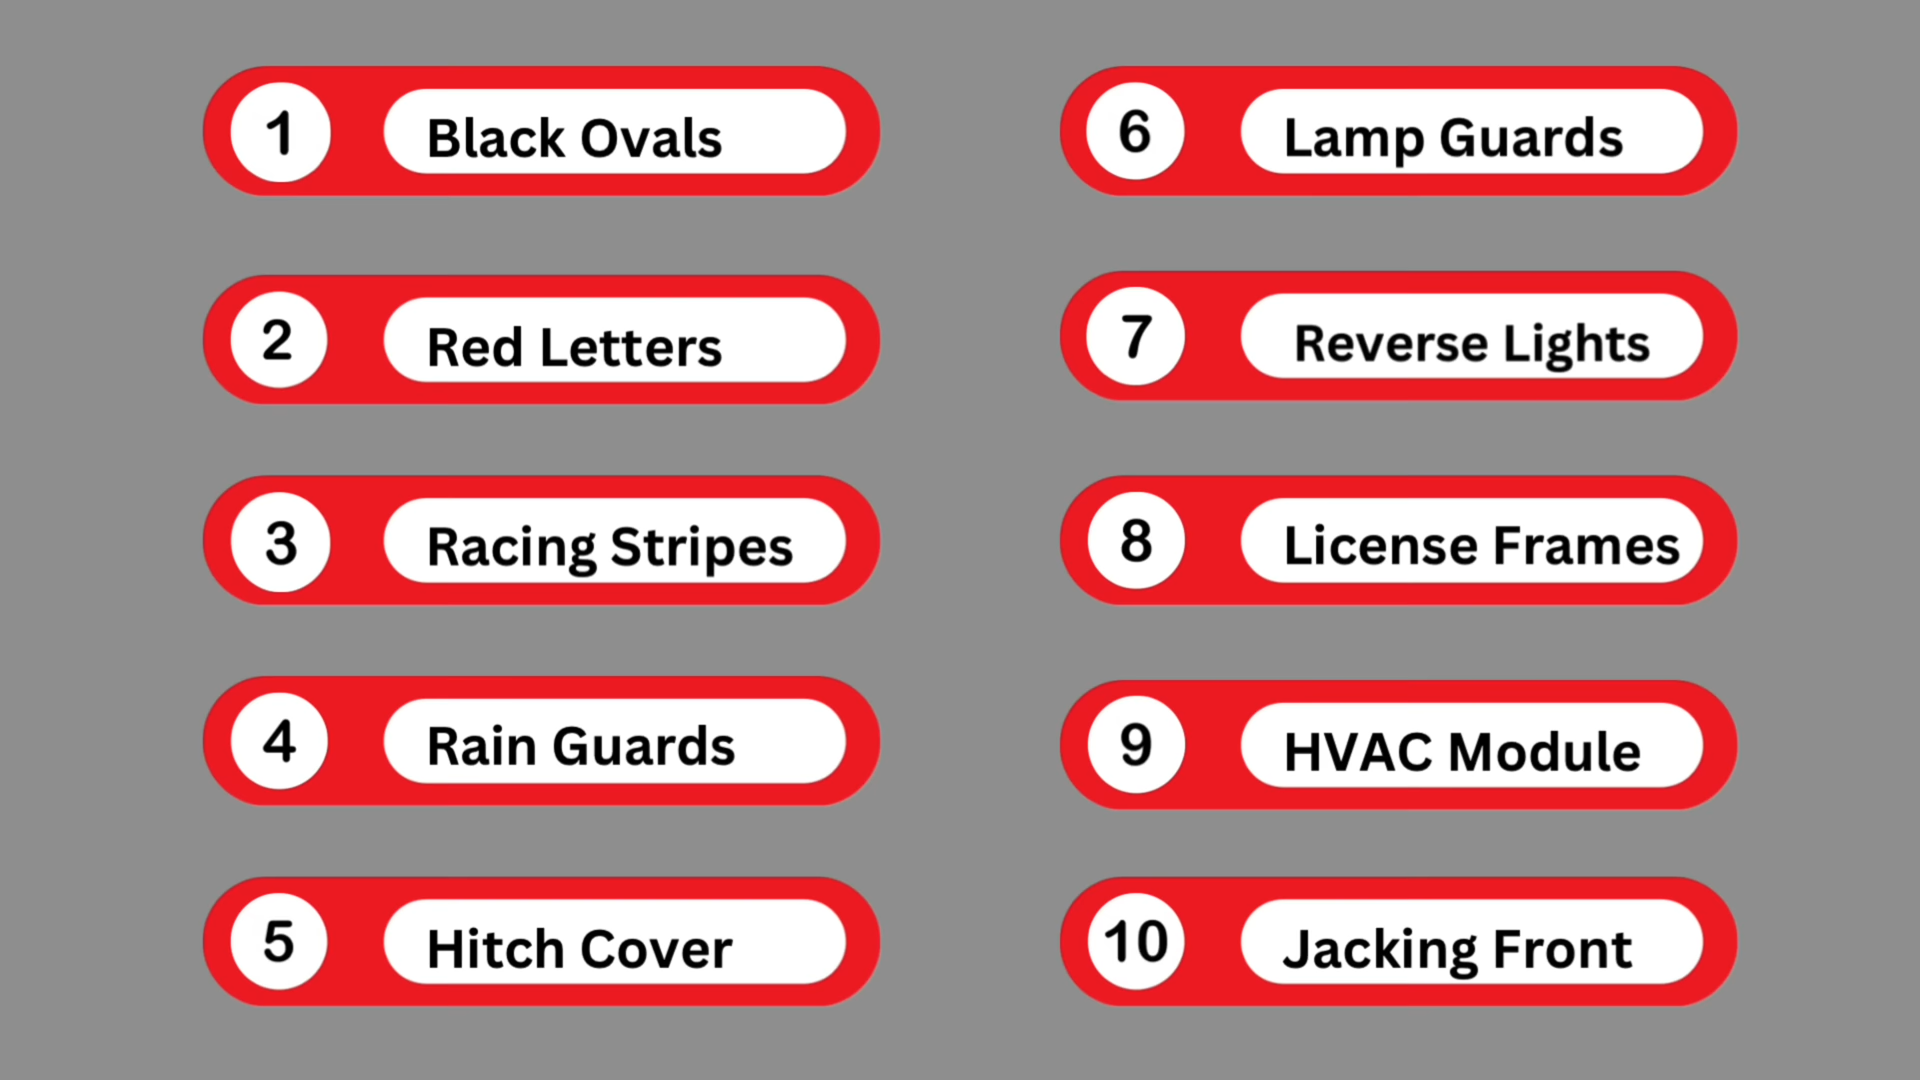 1 Black Ovals
2 Red Letters
3 Racing Stripes
4 Rain Guards
5 Hitch Cover
6 Lamp Guards
7 Reverse Lights
8 License Frames
9 HVAC Module
10 Jacking Front